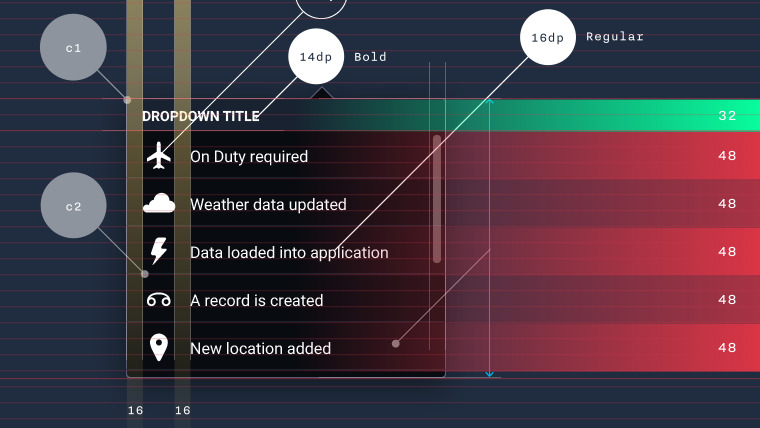 16dp Regular
c1
14dp Bold
DROPDOWN TITLE 32
On Duty required 48
Weather data updated 48
c2
Data loaded into application 48
A record is created 48
New location added 48
16 16